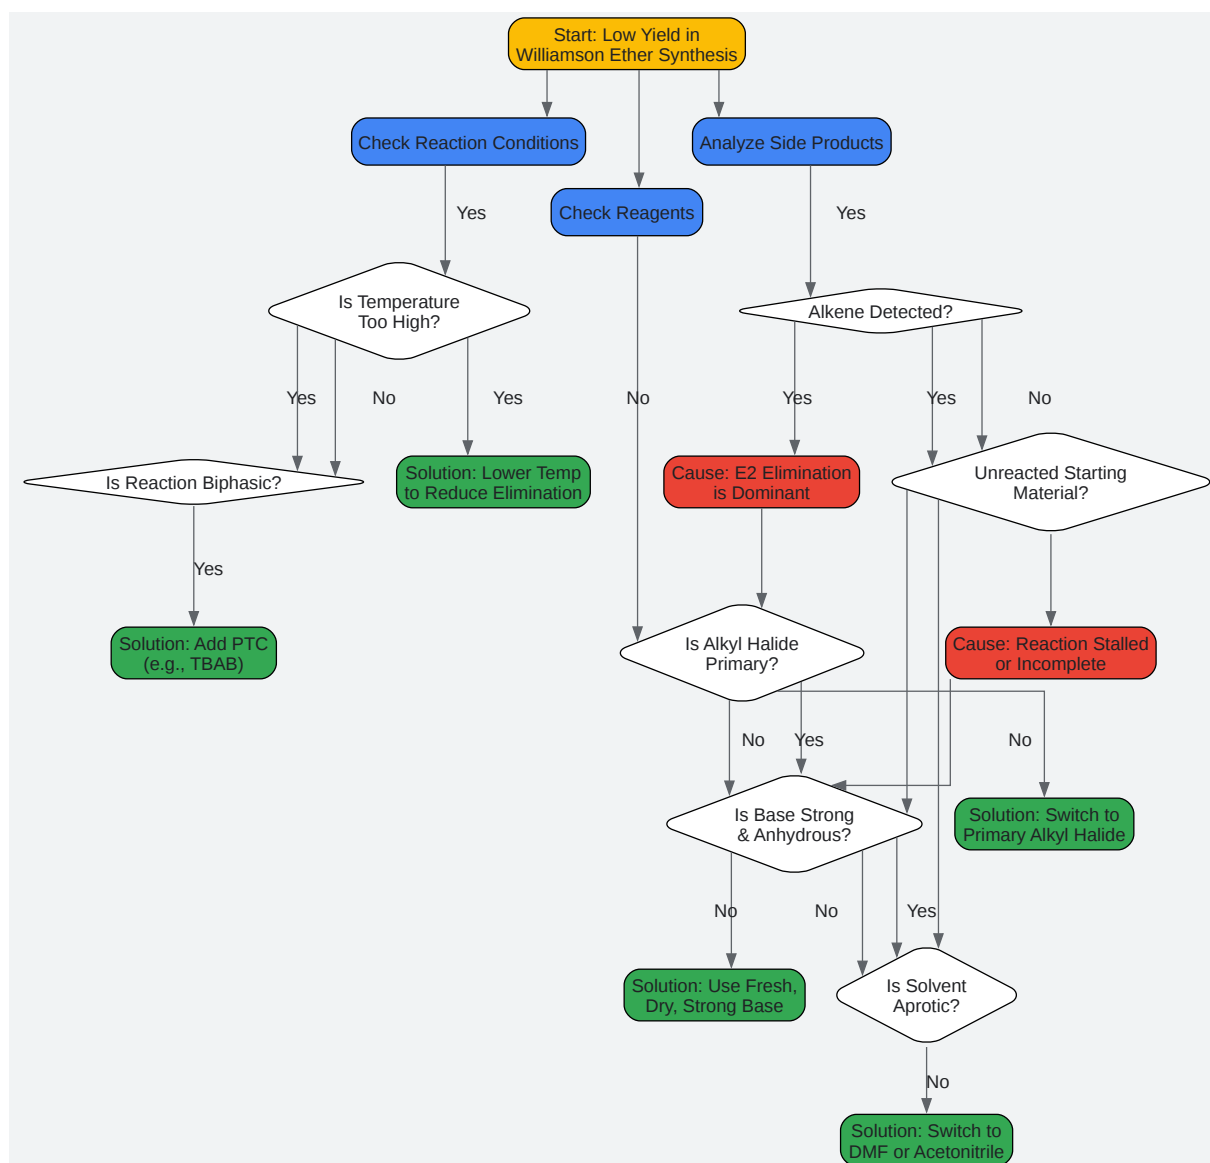 Start: Low Yield in
Williamson Ether Synthesis
Check Reaction Conditions
Analyze Side Products
Check Reagents
Yes
Yes
Is Temperature
Too High?
Alkene Detected?
Yes
No
Yes
No
Yes
Yes
No
Is Reaction Biphasic?
Solution: Lower Temp
to Reduce Elimination
Cause: E2 Elimination
is Dominant
Unreacted Starting
Material?
Yes
Solution: Add PTC
(e.g., TBAB)
Is Alkyl Halide
Primary?
Cause: Reaction Stalled
or Incomplete
No
Yes
No
Is Base Strong
& Anhydrous?
Solution: Switch to
Primary Alkyl Halide
No
No
Yes
Solution: Use Fresh,
Dry, Strong Base
Is Solvent
Aprotic?
No
Solution: Switch to
DMF or Acetonitrile